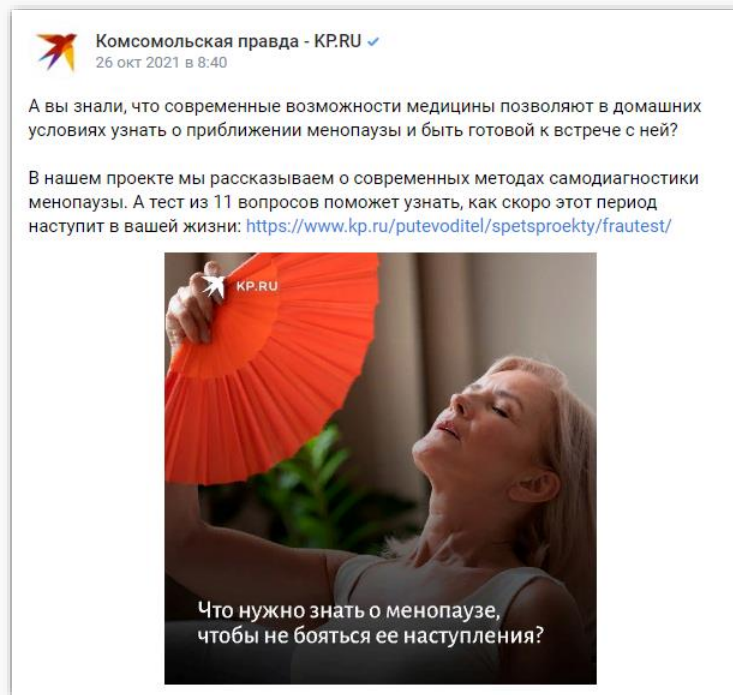 Комсомольская правда - KP.RU
26 окт 2021 в 8:40
А вы знали, что современные возможности медицины позволяют в домашних
условиях узнать о приближении менопаузы и быть готовой к встрече с ней?
В нашем проекте мы рассказываем о современных методах самодиагностики
менопаузы. А тест из 11 вопросов поможет узнать, как скоро этот период
наступит в вашей жизни: https://www.kp.ru/putevoditel/spetsproekty/frautest/
KP.RU
Что нужно знать о менопаузе,
чтобы не бояться ее наступления?